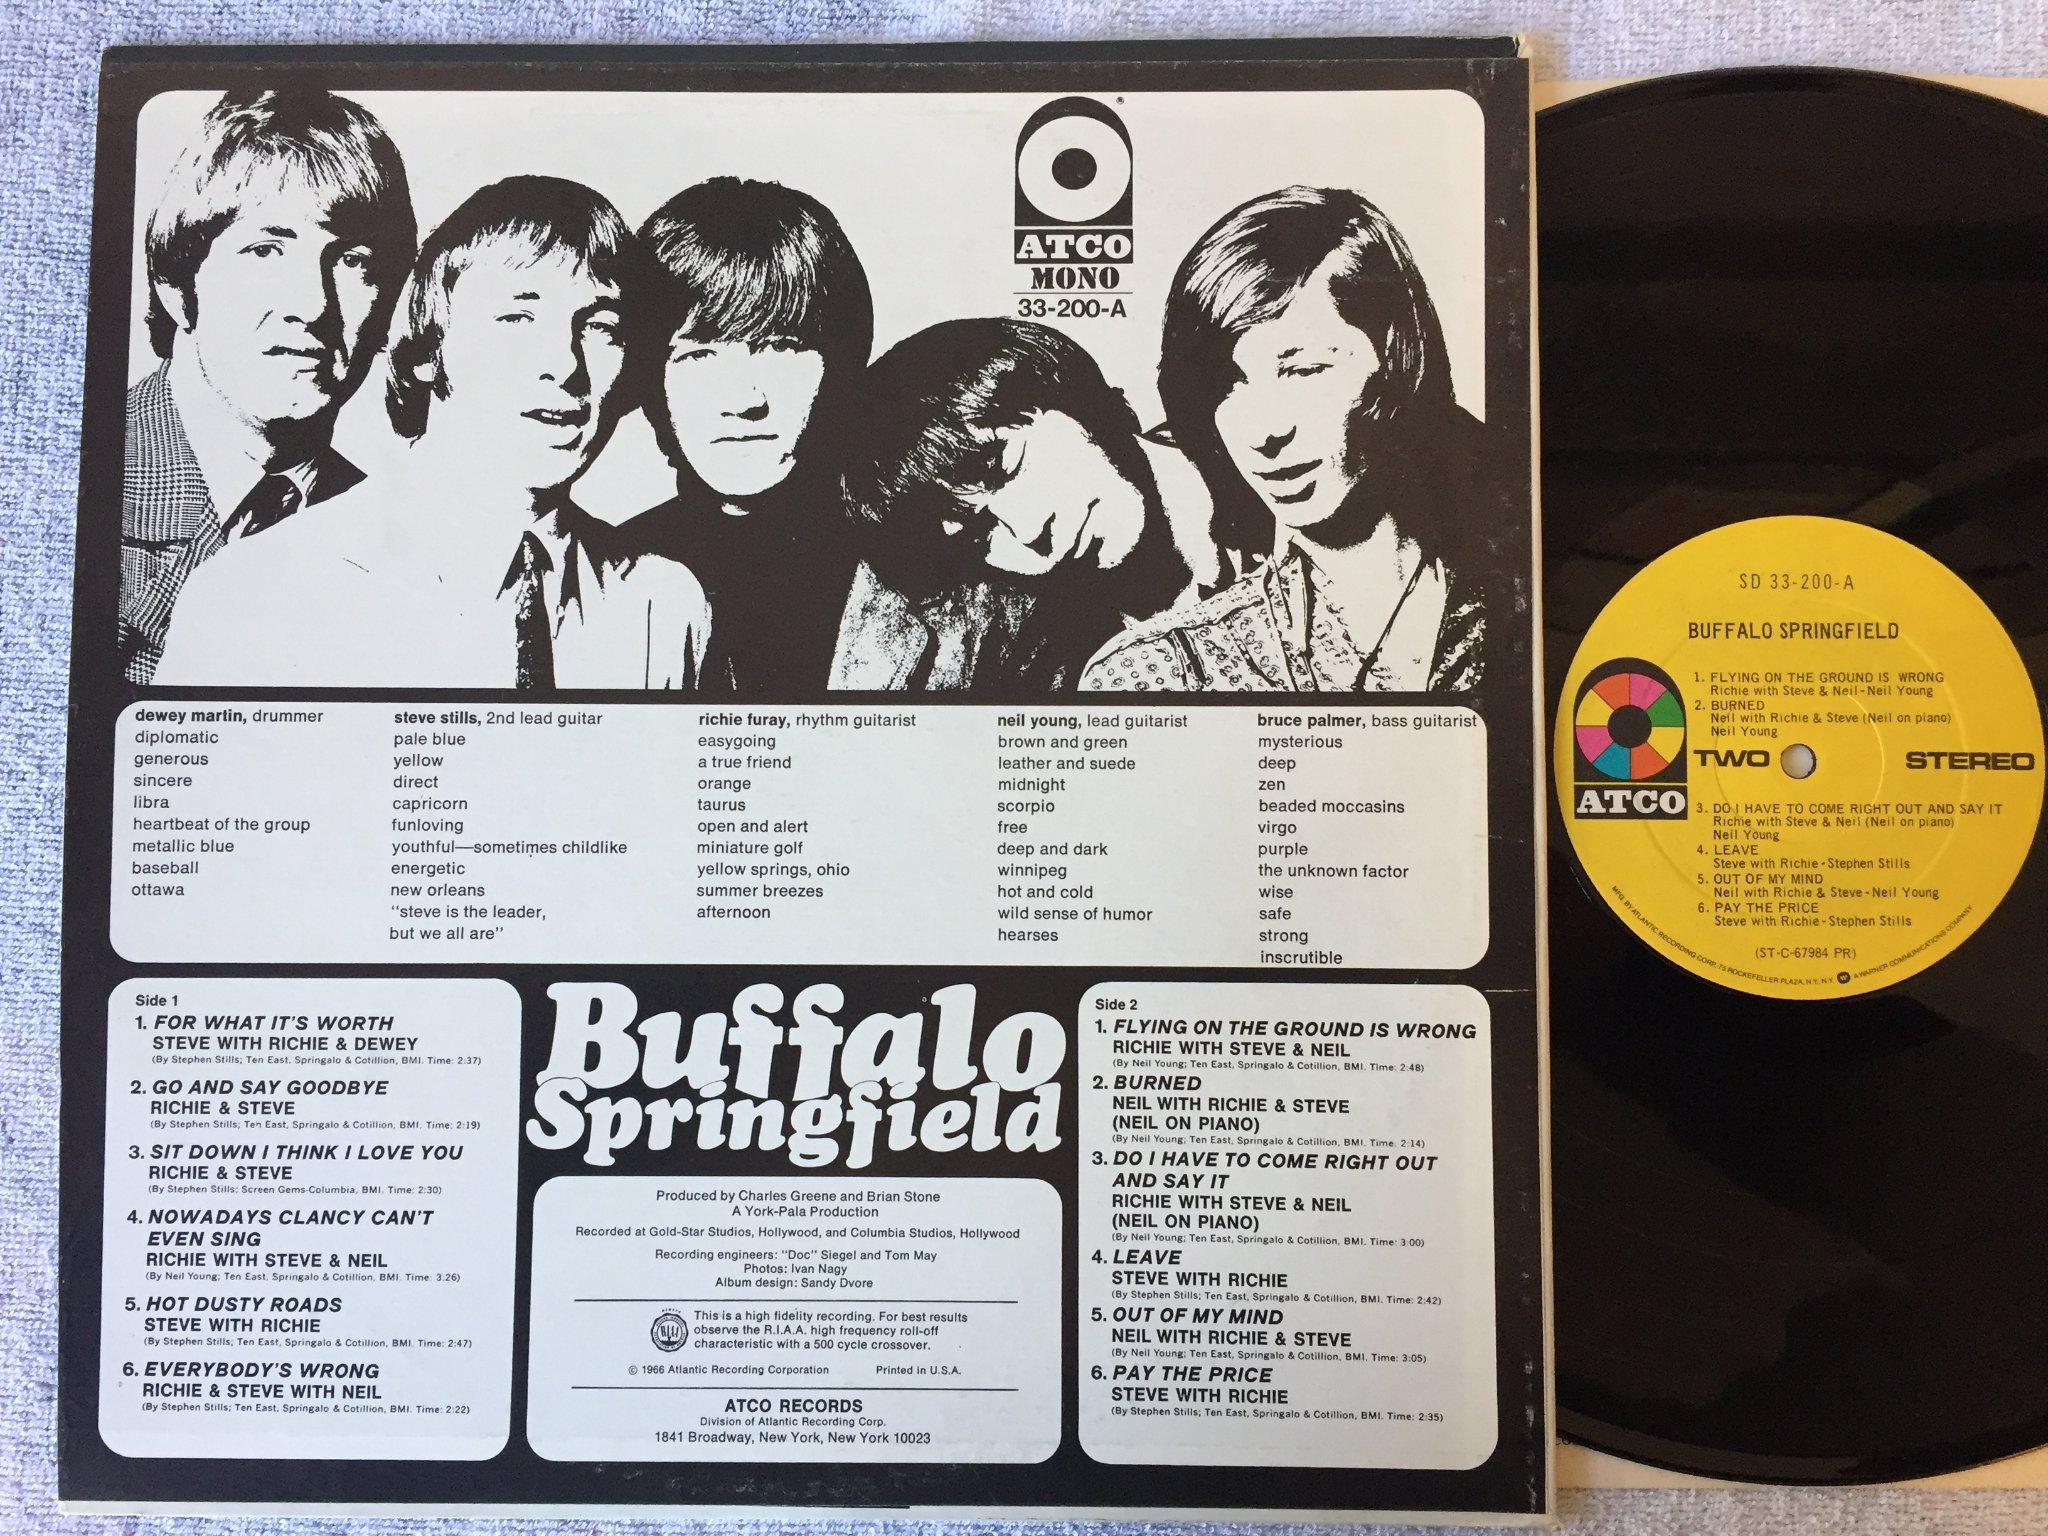 ATCO
MONO
33-200-A
dewey martin, drummer
diplomatic
generous
sincere
libra
heartbeat of the group
metallic blue
baseball
ottawa
steve stills, 2nd lead guitar
pale blue
yellow
direct
capricorn
funloving
youthful—sometimes childlike
energetic
new orleans
"steve is the leader,
but we all are"
richie furay, rhythm guitarist
easygoing
a true friend
orange
taurus
open and alert
miniature golf
yellow springs, ohio
summer breezes
afternoon
neil young, lead guitarist
brown and green
leather and suede
midnight
scorpio
free
deep and dark
winnipeg
hot and cold
wild sense of humor
hearses
bruce palmer, bass guitarist
mysterious
deep
zen
beaded moccasins
virgo
purple
the unknown factor
wise
safe
strong
inscrutible
Side 1
1. FOR WHAT IT'S WORTH
STEVE WITH RICHIE & DEWEY
(By Stephen Stills; Ten East, Springalo & Cotillion, BMI. Time: 2:37)
2. GO AND SAY GOODBYE
RICHIE & STEVE
(By Stephen Stills; Ten East, Springalo & Cotillion, BMI. Time: 2:19)
3. SIT DOWN I THINK I LOVE YOU
RICHIE & STEVE
(By Stephen Stills; Screen Gems-Columbia, BMI. Time: 2:30)
4. NOWADAYS CLANCY CAN'T
EVEN SING
RICHIE WITH STEVE & NEIL
(By Neil Young; Ten East, Springalo & Cotillion, BMI. Time: 3:26)
5. HOT DUSTY ROADS
STEVE WITH RICHIE
(By Stephen Stills; Ten East, Springalo & Cotillion, BMI. Time: 2:47)
6. EVERYBODY'S WRONG
RICHIE & STEVE WITH NEIL
(By Stephen Stills; Ten East, Springalo & Cotillion, BMI. Time: 2:22)
Buffalo
Springfield
Produced by Charles Greene and Brian Stone
A York-Pala Production
Recorded at Gold-Star Studios, Hollywood, and Columbia Studios, Hollywood
Recording engineers: "Doc" Siegel and Tom May
Photos: Ivan Nagy
Album design: Sandy Dvore
This is a high fidelity recording. For best results
observe the R.I.A.A. high frequency roll-off
characteristic with a 500 cycle crossover.
© 1966 Atlantic Recording Corporation Printed in U.S.A.
ATCO RECORDS
Division of Atlantic Recording Corp.
1841 Broadway, New York, New York 10023
Side 2
1. FLYING ON THE GROUND IS WRONG
RICHIE WITH STEVE & NEIL
(By Neil Young; Ten East, Springalo & Cotillion, BMI. Time: 2:48)
2. BURNED
NEIL WITH RICHIE & STEVE
(NEIL ON PIANO)
(By Neil Young; Ten East, Springalo & Cotillion, BMI. Time: 2:14)
3. DO I HAVE TO COME RIGHT OUT
AND SAY IT
RICHIE WITH STEVE & NEIL
(NEIL ON PIANO)
(By Neil Young; Ten East, Springalo & Cotillion, BMI. Time: 3:00)
4. LEAVE
STEVE WITH RICHIE
(By Stephen Stills; Ten East, Springalo & Cotillion, BMI. Time: 2:42)
5. OUT OF MY MIND
NEIL WITH RICHIE & STEVE
(By Neil Young; Ten East, Springalo & Cotillion, BMI. Time: 3:05)
6. PAY THE PRICE
STEVE WITH RICHIE
(By Stephen Stills; Ten East, Springalo & Cotillion, BMI. Time: 2:35)
SD 33-200-A
BUFFALO SPRINGFIELD
1. FLYING ON THE GROUND IS WRONG
Richie with Steve & Neil-Neil Young
2. BURNED
Neil with Richie & Steve (Neil on piano)
Neil Young
TWO STEREO
ATCO
3. DO I HAVE TO COME RIGHT OUT AND SAY IT
Richie with Steve & Neil (Neil on piano)
Neil Young
4. LEAVE
Steve with Richie-Stephen Stills
5. OUT OF MY MIND
Neil with Richie & Steve-Neil Young
6. PAY THE PRICE
Steve with Richie-Stephen Stills
(ST-C-67984 PR)
MFG. BY ATLANTIC RECORDING CORP. 75 ROCKEFELLER PLAZA, N.Y. N.Y. A WARNER COMMUNICATIONS COMPANY